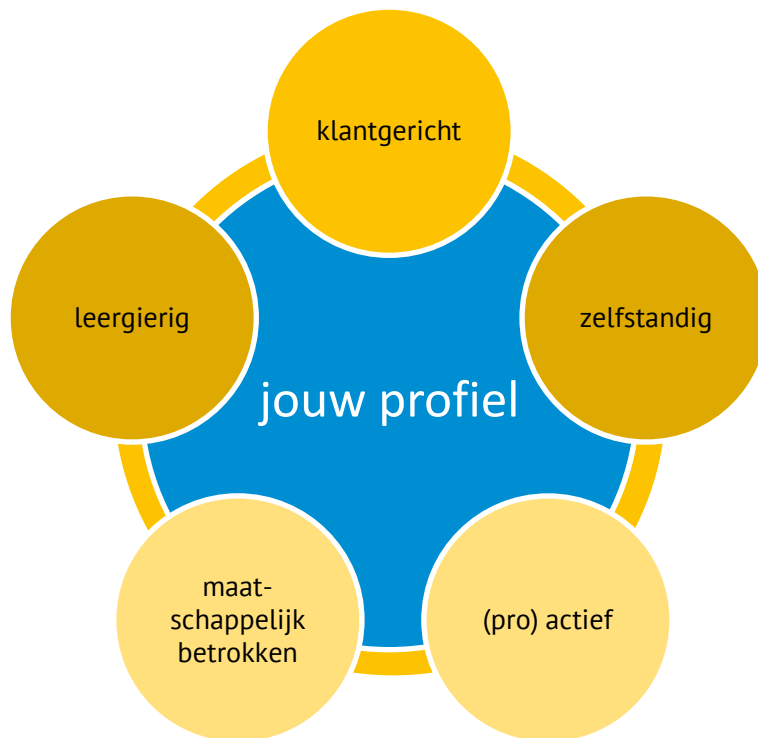 klantgericht
leergierig
zelfstandig
jouw profiel
maat-
schappelijk
betrokken
(pro) actief